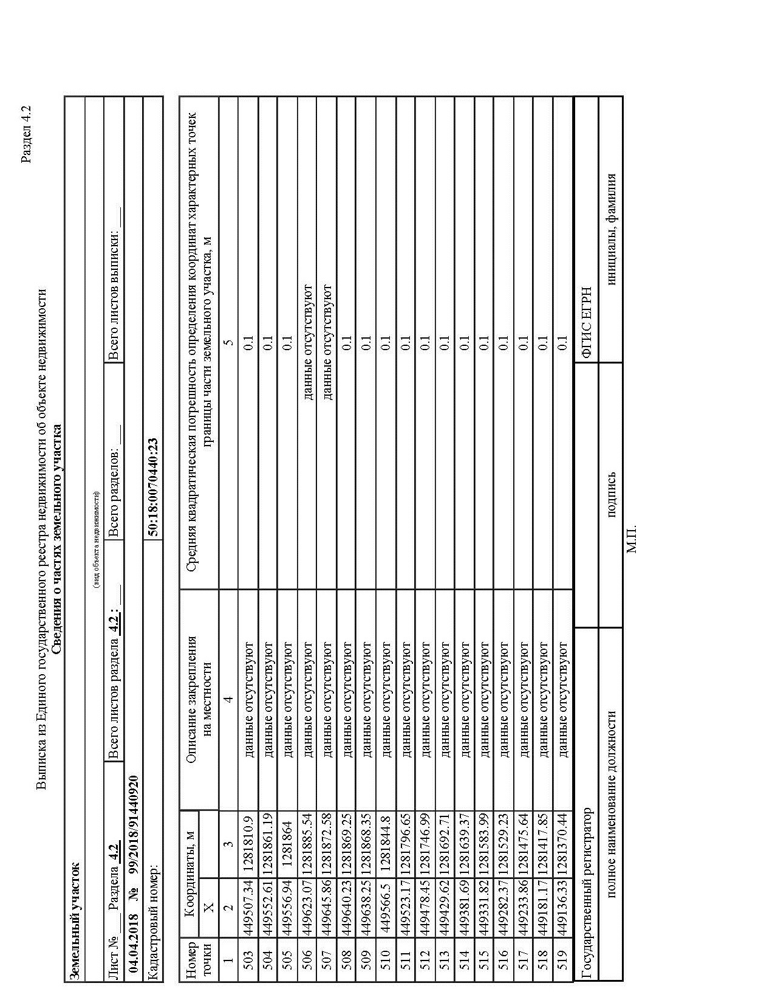 Раздел 4.2
Выписка из Единого государственного реестра недвижимости об объекте недвижимости
Сведения о частях земельного участка
Земельный участок
(вид объекта недвижимости)
Лист № ___ Раздела 4.2 Всего листов раздела 4.2 : ___ Всего разделов: ___ Всего листов выписки: ___
04.04.2018 № 99/2018/91440920
Кадастровый номер: 50:18:0070440:23
Номер Координаты, м Описание закрепления Средняя квадратическая погрешность определения координат характерных точек
точки X на местности границы части земельного участка, м
1 2 3 4 5
503 449507.34 1281810.9 данные отсутствуют 0.1
504 449552.61 1281861.19 данные отсутствуют 0.1
505 449556.94 1281864 данные отсутствуют 0.1
506 449623.07 1281885.54 данные отсутствуют данные отсутствуют
507 449645.86 1281872.58 данные отсутствуют данные отсутствуют
508 449640.23 1281869.25 данные отсутствуют 0.1
509 449638.25 1281868.35 данные отсутствуют 0.1
510 449566.5 1281844.8 данные отсутствуют 0.1
511 449523.17 1281796.65 данные отсутствуют 0.1
512 449478.45 1281746.99 данные отсутствуют 0.1
513 449429.62 1281692.71 данные отсутствуют 0.1
514 449381.69 1281639.37 данные отсутствуют 0.1
515 449331.82 1281583.99 данные отсутствуют 0.1
516 449282.37 1281529.23 данные отсутствуют 0.1
517 449233.86 1281475.64 данные отсутствуют 0.1
518 449181.17 1281417.85 данные отсутствуют 0.1
519 449136.33 1281370.44 данные отсутствуют 0.1
Государственный регистратор ФГИС ЕГРН
полное наименование должности подпись инициалы, фамилия
М.П.